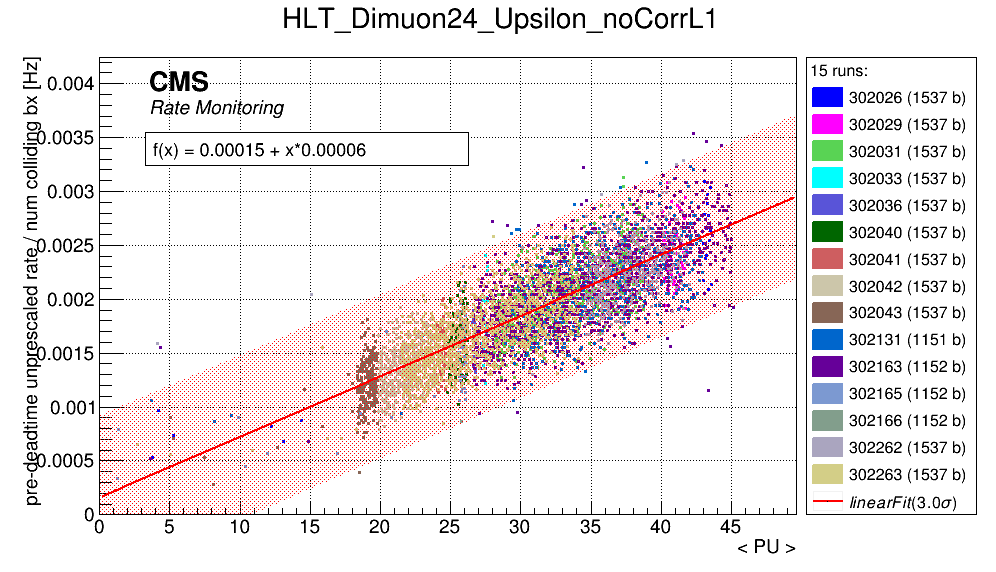 HLT_Dimuon24_Upsilon_noCorrL1
pre-deadtime unprescaled rate / num colliding bx [Hz]
CMS
Rate Monitoring
f(x) = 0.00015 + x*0.00006
0.004
0.0035
0.003
0.0025
0.002
0.0015
0.001
0.0005
0
0 5 10 15 20 25 30 35 40 45
< PU >
15 runs:
302026 (1537 b)
302029 (1537 b)
302031 (1537 b)
302033 (1537 b)
302036 (1537 b)
302040 (1537 b)
302041 (1537 b)
302042 (1537 b)
302043 (1537 b)
302131 (1151 b)
302163 (1152 b)
302165 (1152 b)
302166 (1152 b)
302262 (1537 b)
302263 (1537 b)
linearFit(3.0σ)